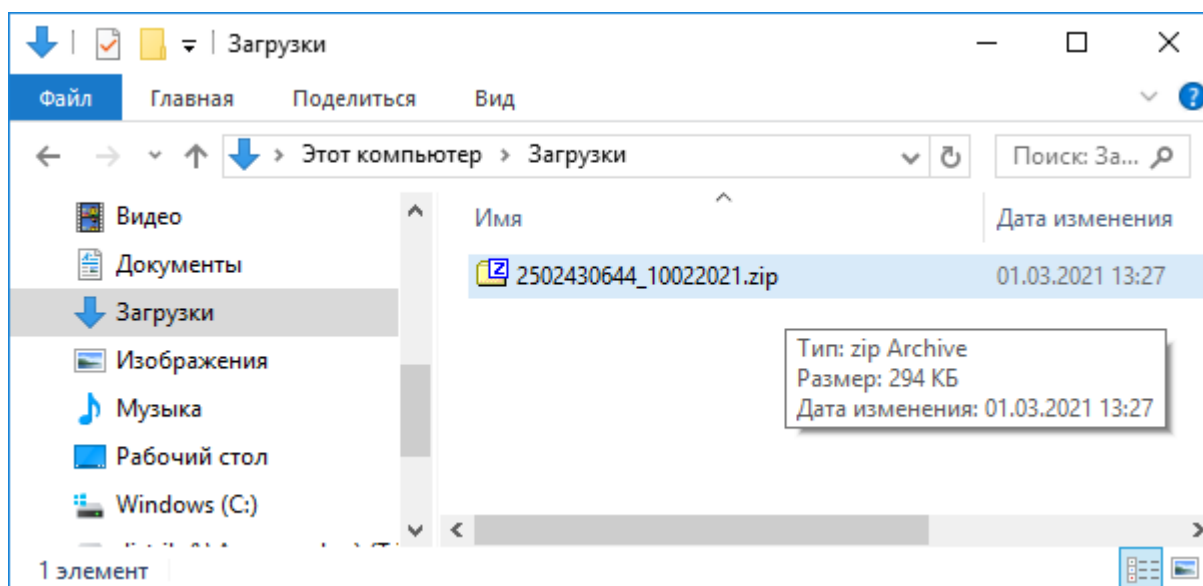 Загрузки
Файл Главная Поделиться Вид ?
Этот компьютер > Загрузки Поиск: За...
Видео
Документы
Загрузки
Изображения
Музыка
Рабочий стол
Windows (C:)
Имя Дата изменения
Z 2502430644_10022021.zip 01.03.2021 13:27
Тип: zip Archive
Размер: 294 КБ
Дата изменения: 01.03.2021 13:27
1 элемент